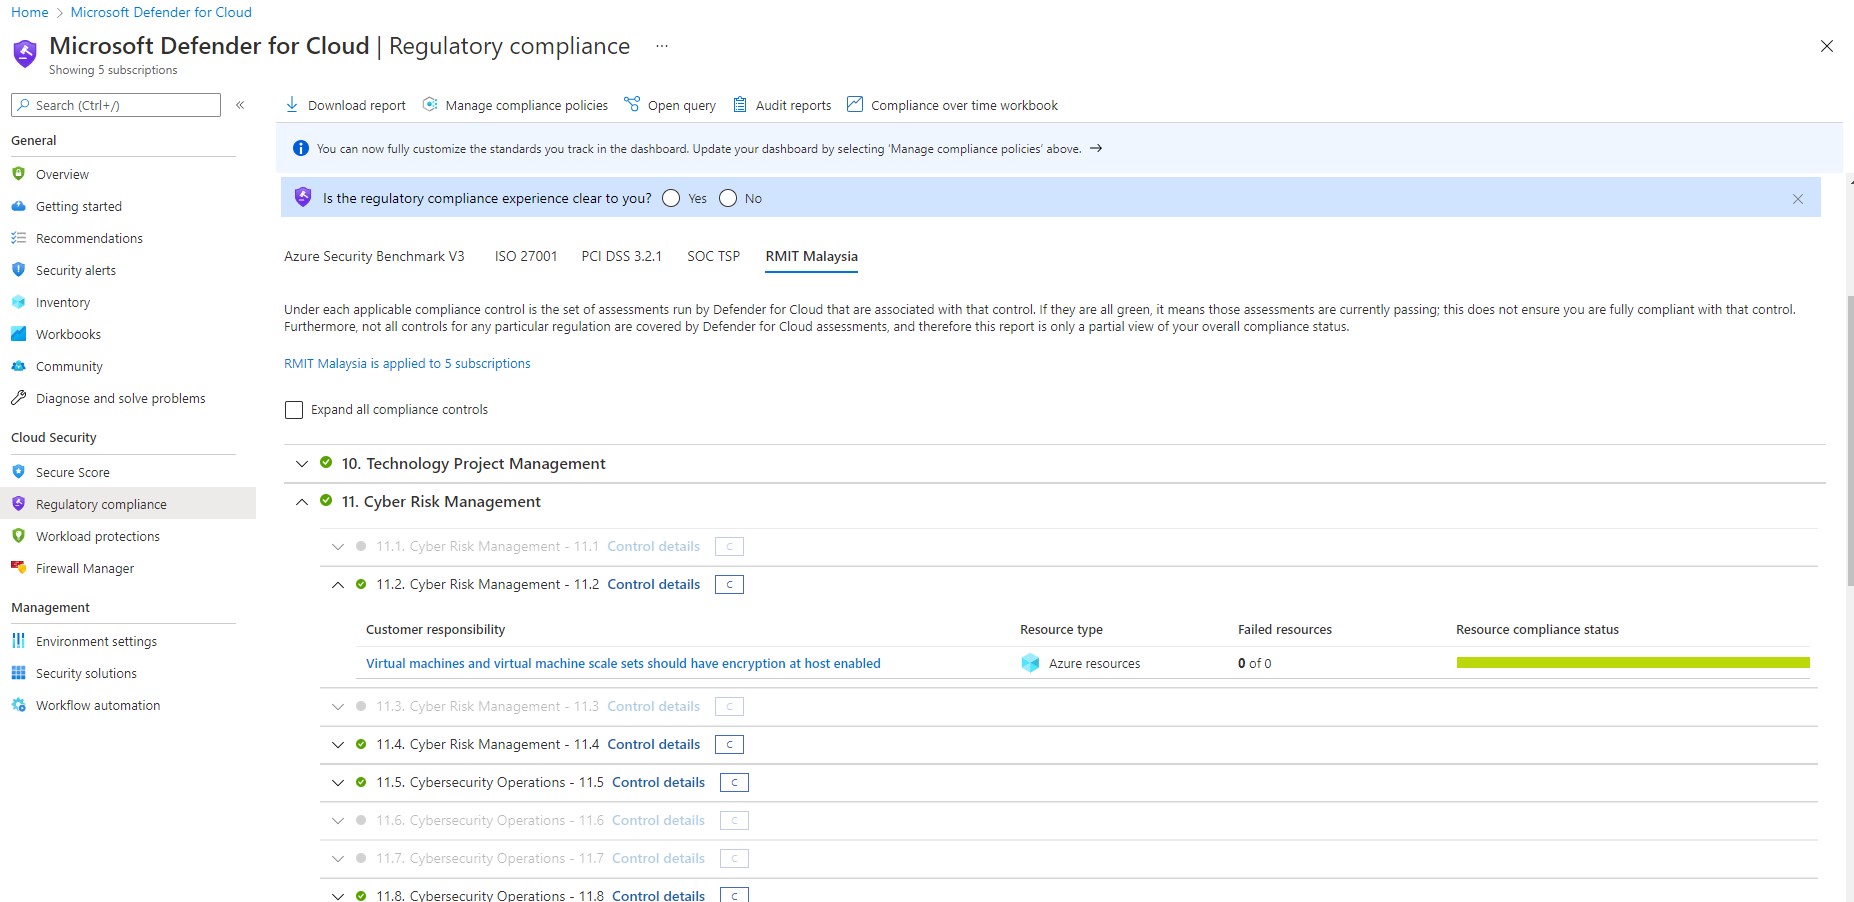 Home > Microsoft Defender for Cloud
Microsoft Defender for Cloud | Regulatory compliance ...
Showing 5 subscriptions
Search (Ctrl+/) «
General
Overview
Getting started
Recommendations
Security alerts
Inventory
Workbooks
Community
Diagnose and solve problems
Cloud Security
Secure Score
Regulatory compliance
Workload protections
Firewall Manager
Management
Environment settings
Security solutions
Workflow automation
Download report Manage compliance policies Open query Audit reports Compliance over time workbook
You can now fully customize the standards you track in the dashboard. Update your dashboard by selecting 'Manage compliance policies' above. →
Is the regulatory compliance experience clear to you? Yes No
Azure Security Benchmark V3 ISO 27001 PCI DSS 3.2.1 SOC TSP RMIT Malaysia
Under each applicable compliance control is the set of assessments run by Defender for Cloud that are associated with that control. If they are all green, it means those assessments are currently passing; this does not ensure you are fully compliant with that control.
Furthermore, not all controls for any particular regulation are covered by Defender for Cloud assessments, and therefore this report is only a partial view of your overall compliance status.
RMIT Malaysia is applied to 5 subscriptions
Expand all compliance controls
10. Technology Project Management
11. Cyber Risk Management
11.1. Cyber Risk Management - 11.1 Control details C
11.2. Cyber Risk Management - 11.2 Control details C
Customer responsibility Resource type Failed resources Resource compliance status
Virtual machines and virtual machine scale sets should have encryption at host enabled Azure resources 0 of 0
11.3. Cyber Risk Management - 11.3 Control details C
11.4. Cyber Risk Management - 11.4 Control details C
11.5. Cybersecurity Operations - 11.5 Control details C
11.6. Cybersecurity Operations - 11.6 Control details C
11.7. Cybersecurity Operations - 11.7 Control details C
11.8. Cybersecurity Operations - 11.8 Control details C